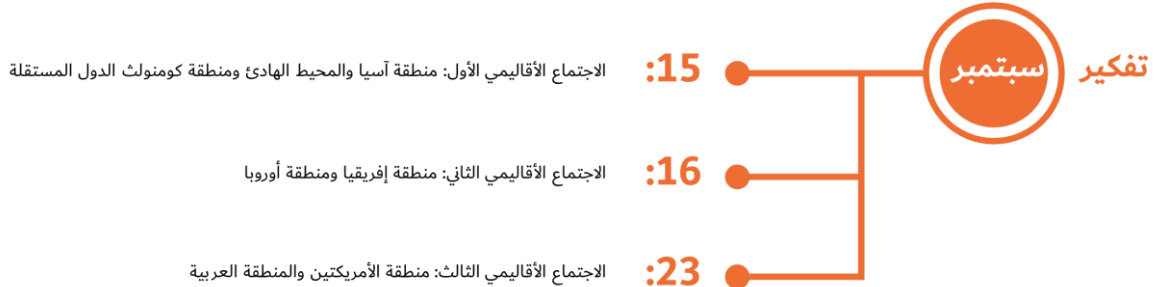 تفكير
سبتمبر
15: الاجتماع الأقاليمي الأول: منطقة آسيا والمحيط الهادئ ومنطقة كومنولث الدول المستقلة
16: الاجتماع الأقاليمي الثاني: منطقة إفريقيا ومنطقة أوروبا
23: الاجتماع الأقاليمي الثالث: منطقة الأمريكتين والمنطقة العربية